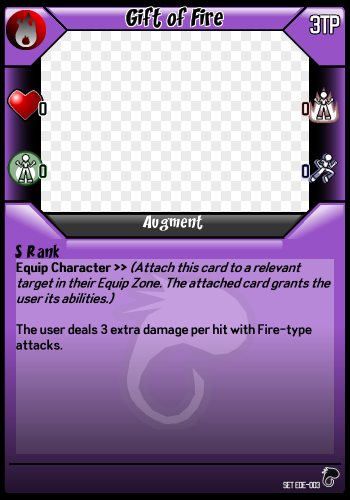 Gift of Fire
3TP
0
0
0
0
Augment
S Rank
Equip Character >> (Attach this card to a relevant
target in their Equip Zone. The attached card grants the
user its abilities.)
The user deals 3 extra damage per hit with Fire-type
attacks.
SET EDE-003